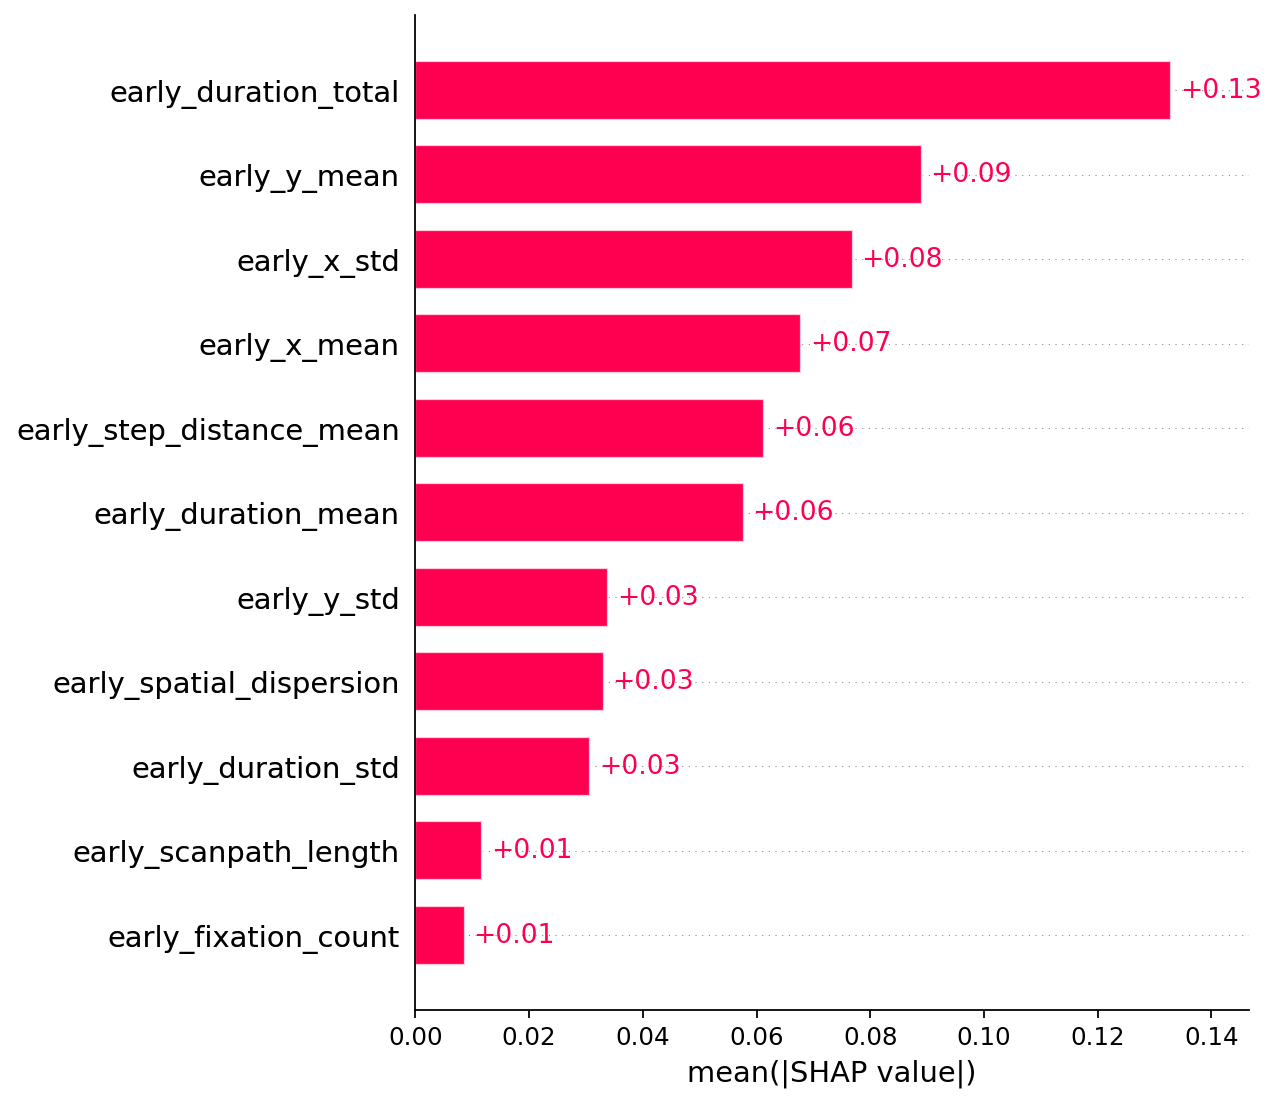 early_duration_total +0.13
early_y_mean +0.09
early_x_std +0.08
early_x_mean +0.07
early_step_distance_mean +0.06
early_duration_mean +0.06
early_y_std +0.03
early_spatial_dispersion +0.03
early_duration_std +0.03
early_scanpath_length +0.01
early_fixation_count +0.01
0.00 0.02 0.04 0.06 0.08 0.10 0.12 0.14
mean(|SHAP value|)